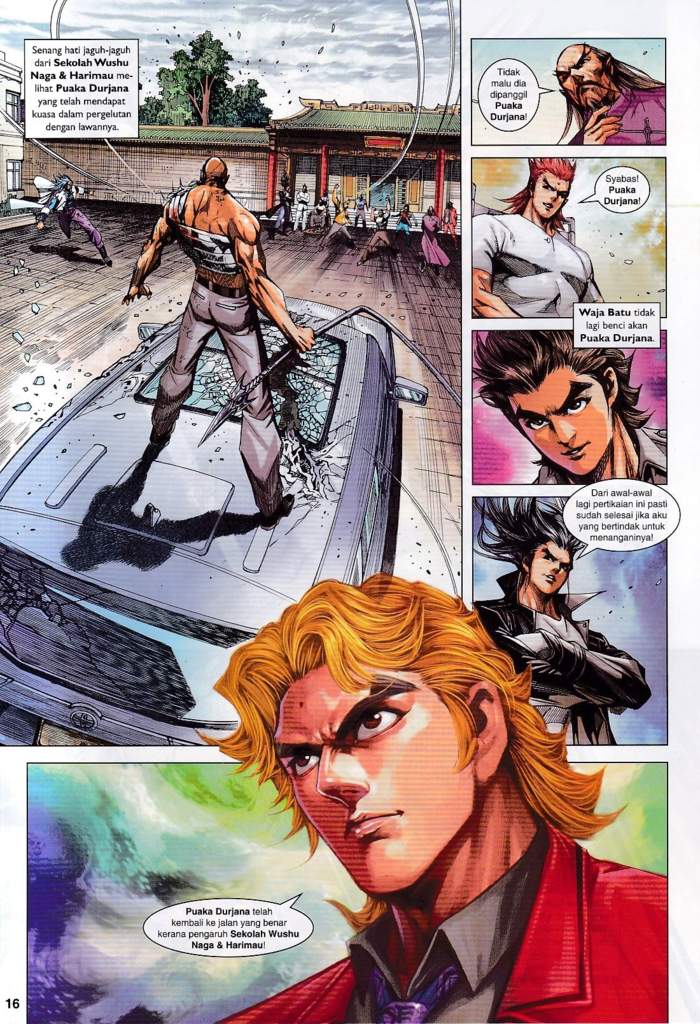 Senang hati jaguh-jaguh
dari Sekolah Wushu
Naga & Harimau me-
lihat Puaka Durjana
yang telah mendapat
kuasa dalam pergelutan
dengan lawannya.
Tidak
malu dia
dipanggil
Puaka
Durjana!
Syabas!
Puaka
Durjana!
Waja Batu tidak
lagi benci akan
Puaka Durjana.
Dari awal-awal
lagi pertikaian ini pasti
sudah selesai jika aku
yang bertindak untuk
menanganinya!
Puaka Durjana telah
kembali ke jalan yang benar
kerana pengaruh Sekolah Wushu
Naga & Harimau!
16